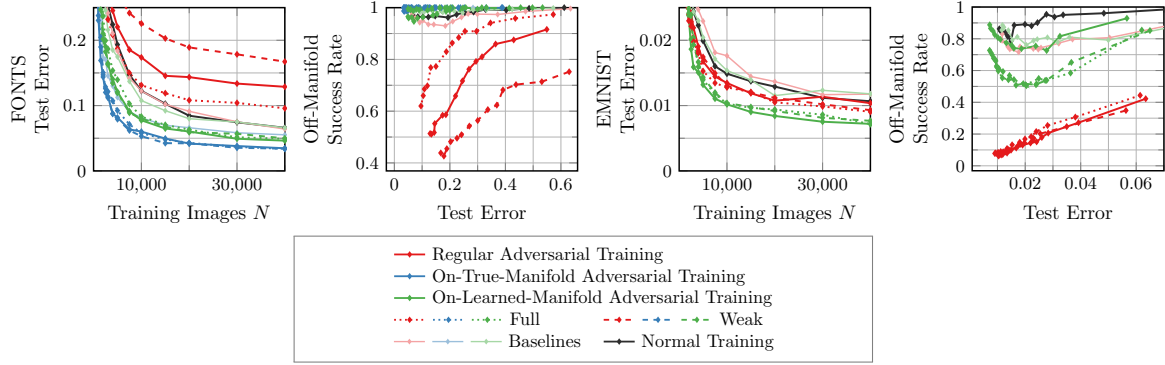 FONTS
Test Error
0.2
0.1
0
10,000
30,000
Training Images N
Off-Manifold
Success Rate
1
0.8
0.6
0.4
0
0.2
0.4
0.6
Test Error
EMNIST
Test Error
0.02
0.01
0
10,000
30,000
Training Images N
Off-Manifold
Success Rate
1
0.8
0.6
0.4
0.2
0
0.02
0.04
0.06
Test Error
Regular Adversarial Training
On-True-Manifold Adversarial Training
On-Learned-Manifold Adversarial Training
Full Weak
Baselines Normal Training